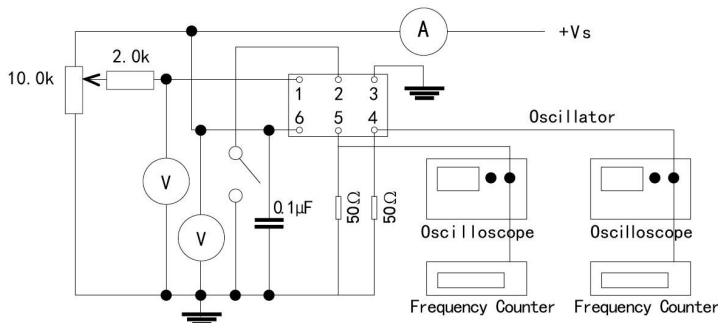 A
+Vs
2.0k
10.0k
1 2 3
6 5 4
Oscillator
V
V
0.1μF
50Ω
50Ω
Oscilloscope
Oscilloscope
Frequency Counter
Frequency Counter